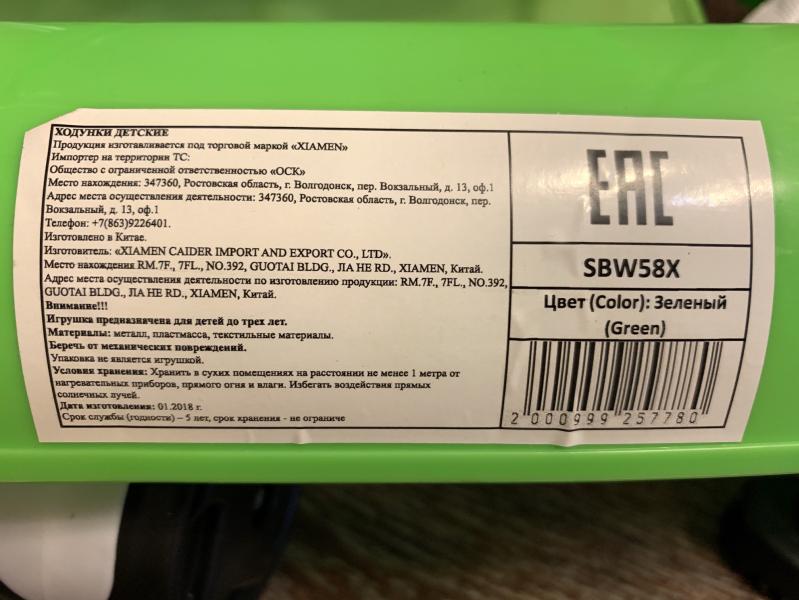 ХОДУНКИ ДЕТСКИЕ
Продукция изготавливается под торговой маркой «XIAMEN»
Импортер на территории ТС:
Общество с ограниченной ответственностью «ОСК»
Место нахождения: 347360, Ростовская область, г. Волгодонск, пер. Вокзальный, д. 13, оф.1
Адрес места осуществления деятельности: 347360, Ростовская область, г. Волгодонск, пер.
Вокзальный, д. 13, оф.1
Телефон: +7(863)9226401.
Изготовлено в Китае.
Изготовитель: «XIAMEN CAIDER IMPORT AND EXPORT CO., LTD».
Место нахождения RM.7F., 7FL., NO.392, GUOTAI BLDG., JIA HE RD., XIAMEN, Китай.
Адрес места осуществления деятельности по изготовлению продукции: RM.7F., 7FL., NO.392,
GUOTAI BLDG., JIA HE RD., XIAMEN, Китай.
Внимание!!!
Игрушка предназначена для детей до трех лет.
Материалы: металл, пластмасса, текстильные материалы.
Беречь от механических повреждений.
Упаковка не является игрушкой.
Условия хранения: Хранить в сухих помещениях на расстоянии не менее 1 метра от
нагревательных приборов, прямого огня и влаги. Избегать воздействия прямых
солнечных лучей.
Дата изготовления: 01.2018 г.
Срок службы (годности) – 5 лет, срок хранения - не ограниче
ЕАС
SBW58X
Цвет (Color): Зеленый
(Green)
2 000999 257780